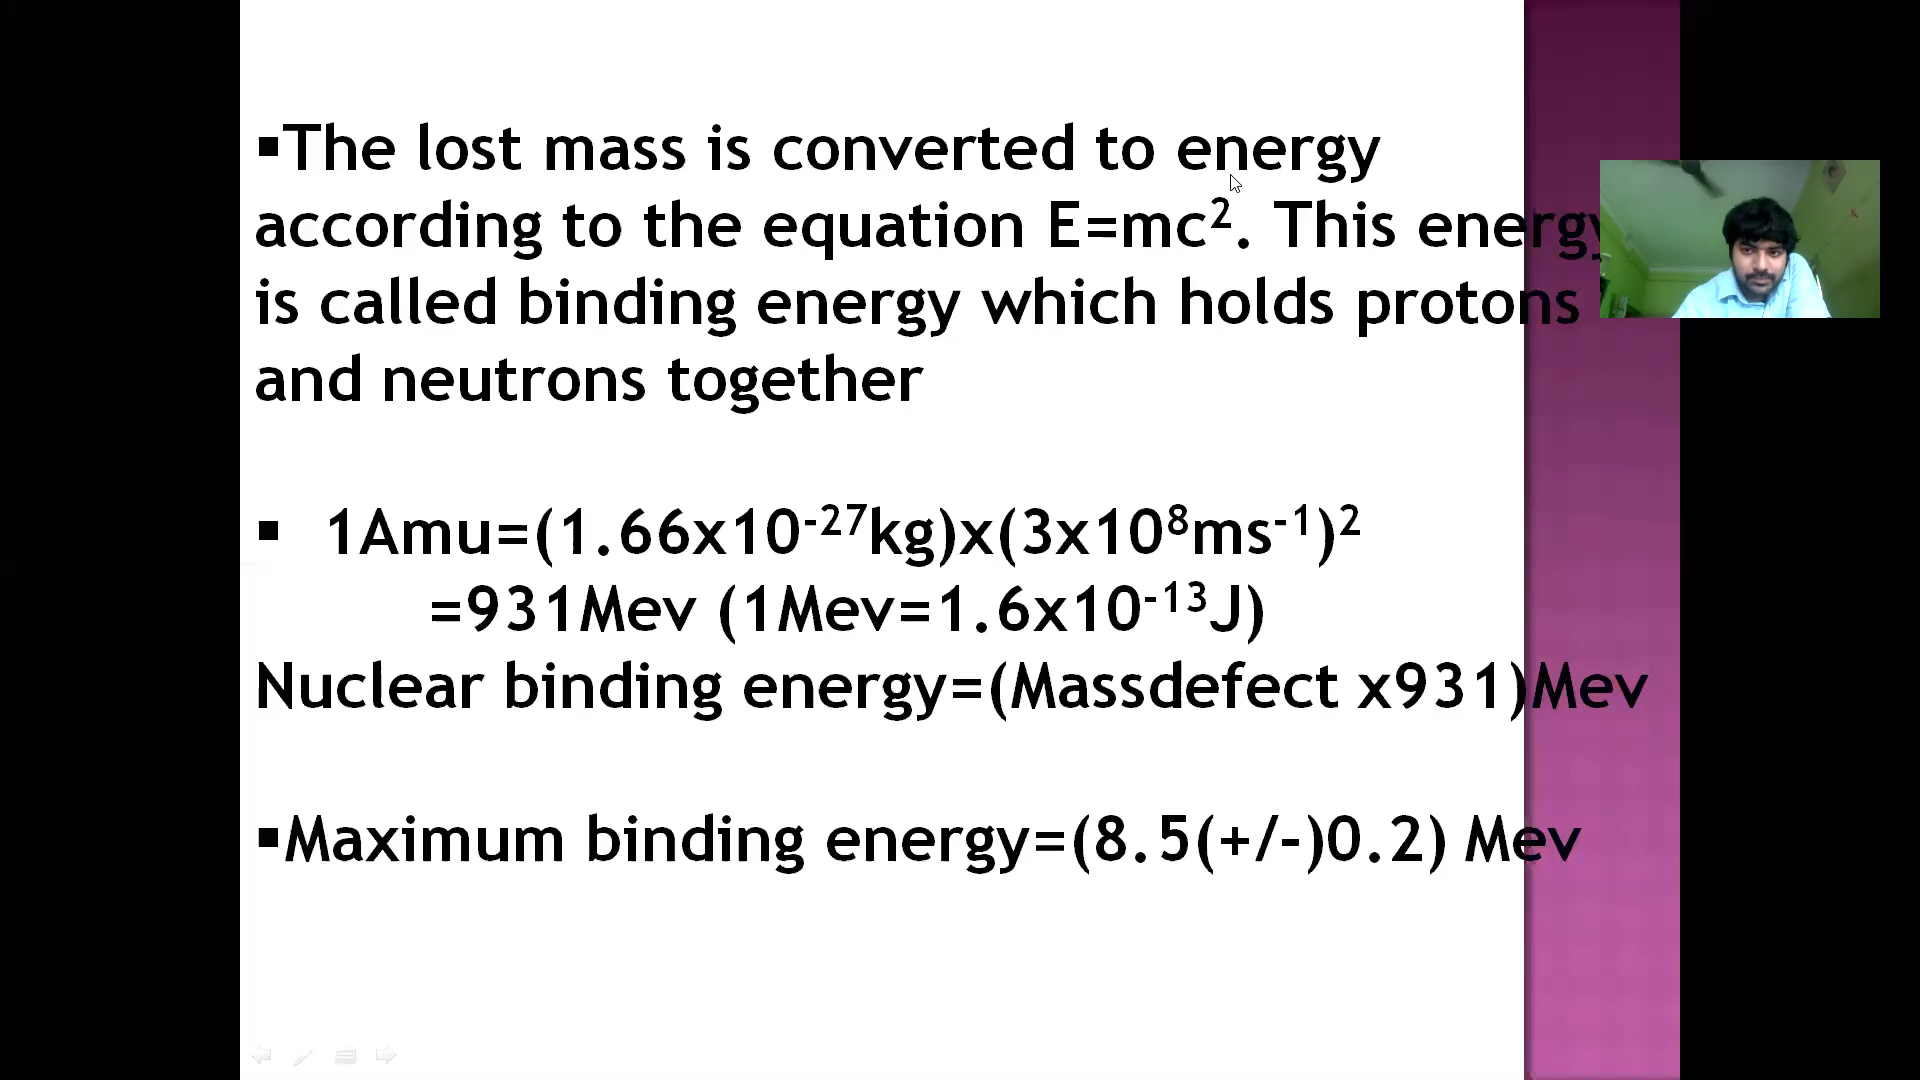 ▪The lost mass is converted to energy
according to the equation E=mc². This energy
is called binding energy which holds protons
and neutrons together
▪ 1Amu=(1.66x10⁻²⁷kg)x(3x10⁸ms⁻¹)²
=931Mev (1Mev=1.6x10⁻¹³J)
Nuclear binding energy=(Massdefect x931)Mev
▪Maximum binding energy=(8.5(+/-)0.2) Mev